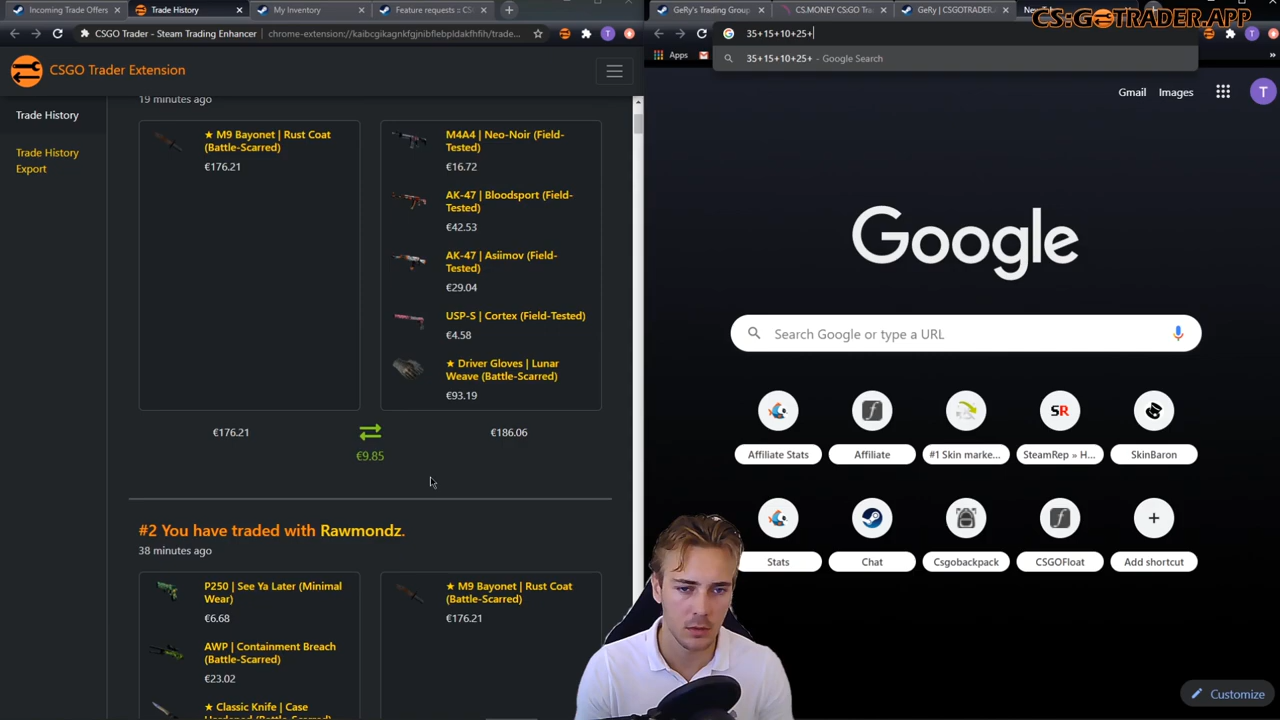 Incoming Trade Offers
Trade History
My Inventory
Feature requests :: CS
GeRy's Trading Group
CS.MONEY CSGO Tra
GeRy | CSGOTRADER.
CS:GOTRADER.APP
CSGO Trader - Steam Trading Enhancer
chrome-extension://kaibcgikagnkfgjnibflebpldakfhfih/trade...
35+15+10+25+
35+15+10+25+ - Google Search
Apps
CSGO Trader Extension
Gmail
Images
T
Trade History
Trade History
Export
19 minutes ago
★ M9 Bayonet | Rust Coat
(Battle-Scarred)
€176.21
M4A4 | Neo-Noir (Field-
Tested)
€16.72
AK-47 | Bloodsport (Field-
Tested)
€42.53
AK-47 | Asiimov (Field-
Tested)
€29.04
USP-S | Cortex (Field-Tested)
€4.58
★ Driver Gloves | Lunar
Weave (Battle-Scarred)
€93.19
€176.21
€186.06
€9.85
#2 You have traded with Rawmondz.
38 minutes ago
P250 | See Ya Later (Minimal
Wear)
€6.68
AWP | Containment Breach
(Battle-Scarred)
€23.02
★ Classic Knife | Case
★ M9 Bayonet | Rust Coat
(Battle-Scarred)
€176.21
Google
Search Google or type a URL
Affiliate Stats
Affiliate
#1 Skin marke...
SteamRep » H...
SkinBaron
Stats
Chat
Csgobackpack
CSGOFloat
Add shortcut
Customize